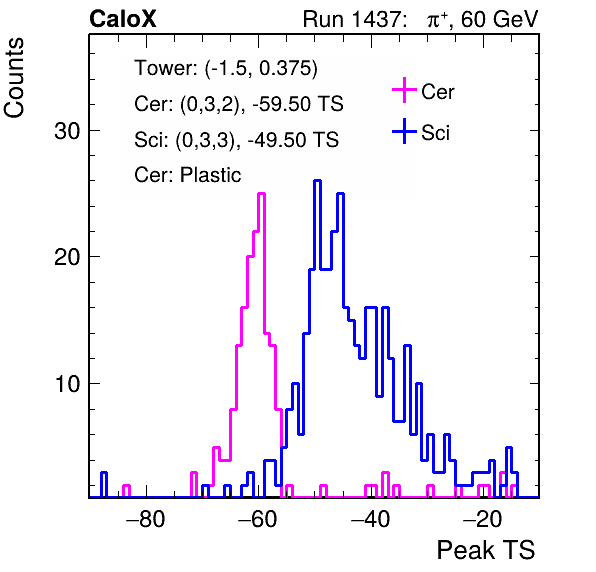 CaloX Run 1437: π⁺, 60 GeV
Counts
Tower: (-1.5, 0.375)
Cer: (0,3,2), -59.50 TS
Sci: (0,3,3), -49.50 TS
Cer: Plastic
Cer
Sci
30
20
10
−80 −60 −40 −20
Peak TS